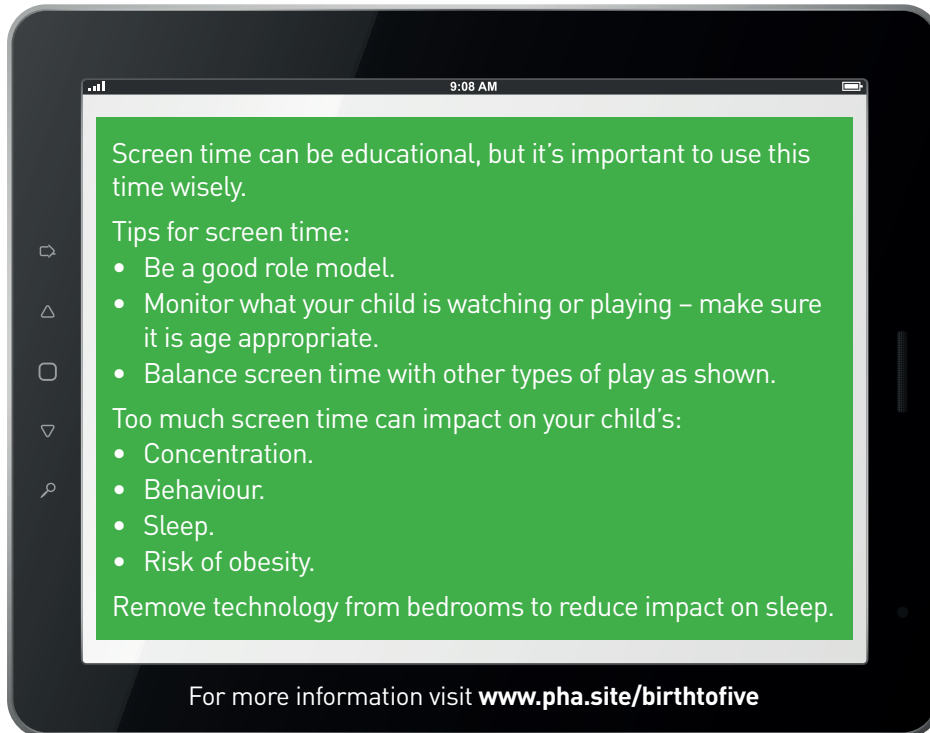 9:08 AM
Screen time can be educational, but it's important to use this
time wisely.
Tips for screen time:
• Be a good role model.
• Monitor what your child is watching or playing – make sure
it is age appropriate.
• Balance screen time with other types of play as shown.
Too much screen time can impact on your child's:
• Concentration.
• Behaviour.
• Sleep.
• Risk of obesity.
Remove technology from bedrooms to reduce impact on sleep.
For more information visit www.pha.site/birthtofive